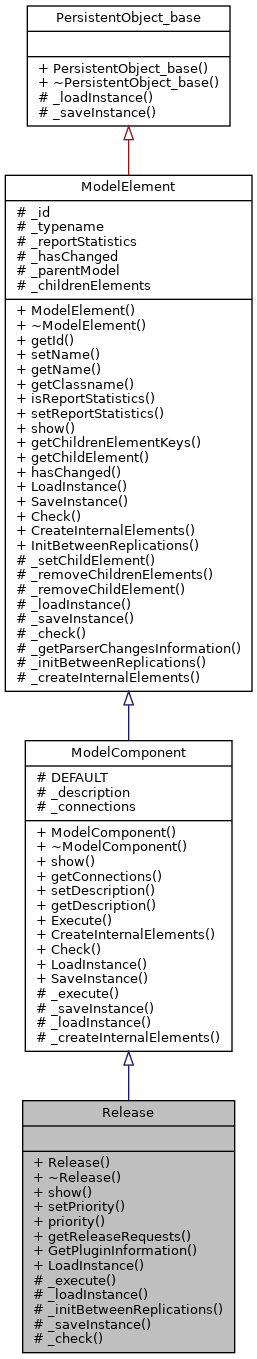 PersistentObject_base
+ PersistentObject_base()
+ ~PersistentObject_base()
# _loadInstance()
# _saveInstance()
ModelElement
# _id
# _typename
# _reportStatistics
# _hasChanged
# _parentModel
# _childrenElements
+ ModelElement()
+ ~ModelElement()
+ getId()
+ setName()
+ getName()
+ getClassname()
+ isReportStatistics()
+ setReportStatistics()
+ show()
+ getChildrenElementKeys()
+ getChildElement()
+ hasChanged()
+ LoadInstance()
+ SaveInstance()
+ Check()
+ CreateInternalElements()
+ InitBetweenReplications()
# _setChildElement()
# _removeChildrenElements()
# _removeChildElement()
# _loadInstance()
# _saveInstance()
# _check()
# _getParserChangesInformation()
# _initBetweenReplications()
# _createInternalElements()
ModelComponent
# DEFAULT
# _description
# _connections
+ ModelComponent()
+ ~ModelComponent()
+ show()
+ getConnections()
+ setDescription()
+ getDescription()
+ Execute()
+ CreateInternalElements()
+ Check()
+ LoadInstance()
+ SaveInstance()
# _execute()
# _saveInstance()
# _loadInstance()
# _createInternalElements()
Release
+ Release()
+ ~Release()
+ show()
+ setPriority()
+ priority()
+ getReleaseRequests()
+ GetPluginInformation()
+ LoadInstance()
# _execute()
# _loadInstance()
# _initBetweenReplications()
# _saveInstance()
# _check()